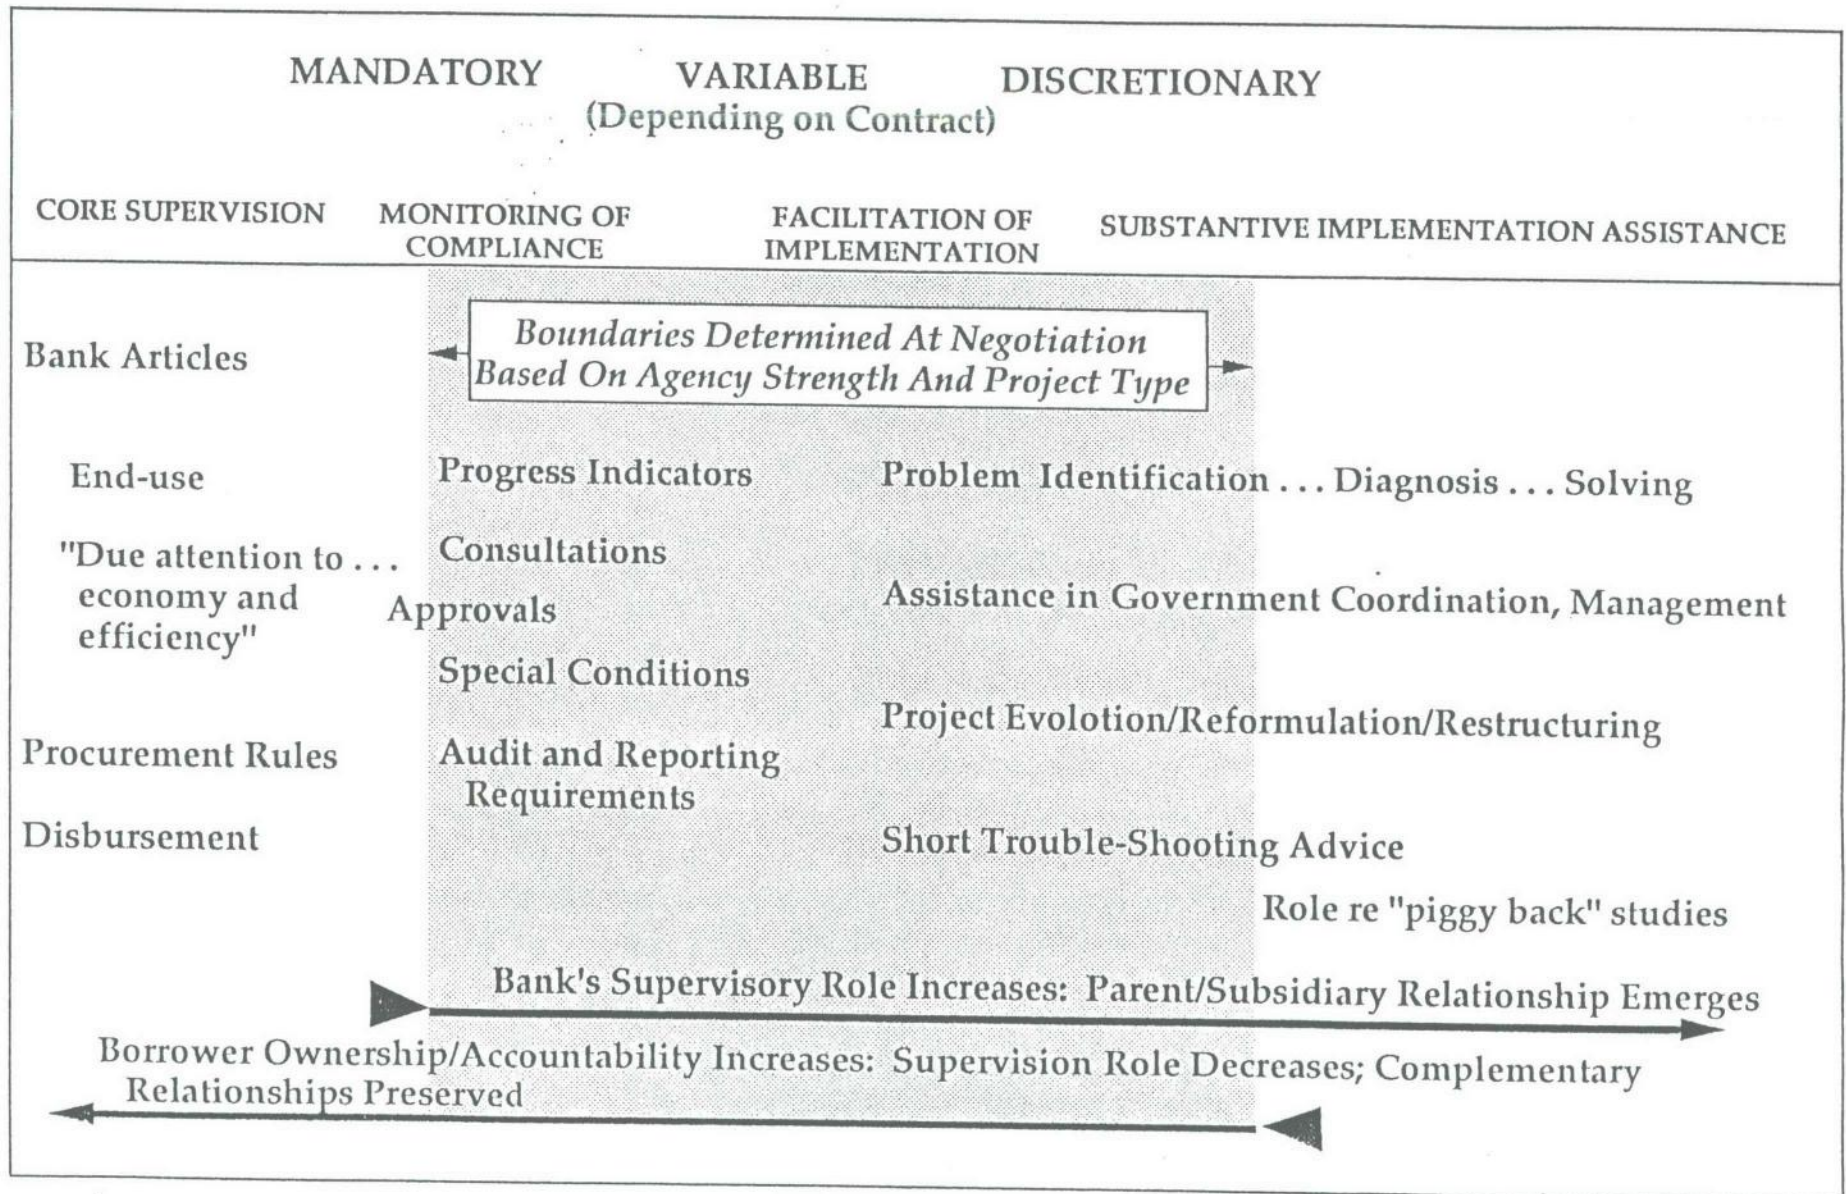 MANDATORY VARIABLE DISCRETIONARY
(Depending on Contract)
CORE SUPERVISION MONITORING OF COMPLIANCE FACILITATION OF IMPLEMENTATION SUBSTANTIVE IMPLEMENTATION ASSISTANCE
Boundaries Determined At Negotiation
Based On Agency Strength And Project Type
Bank Articles
End-use
"Due attention to . . .
economy and
efficiency"
Procurement Rules
Disbursement
Progress Indicators
Consultations
Approvals
Special Conditions
Audit and Reporting
Requirements
Problem Identification . . . Diagnosis . . . Solving
Assistance in Government Coordination, Management
Project Evolotion/Reformulation/Restructuring
Short Trouble-Shooting Advice
Role re "piggy back" studies
Bank's Supervisory Role Increases: Parent/Subsidiary Relationship Emerges
Borrower Ownership/Accountability Increases: Supervision Role Decreases; Complementary
Relationships Preserved